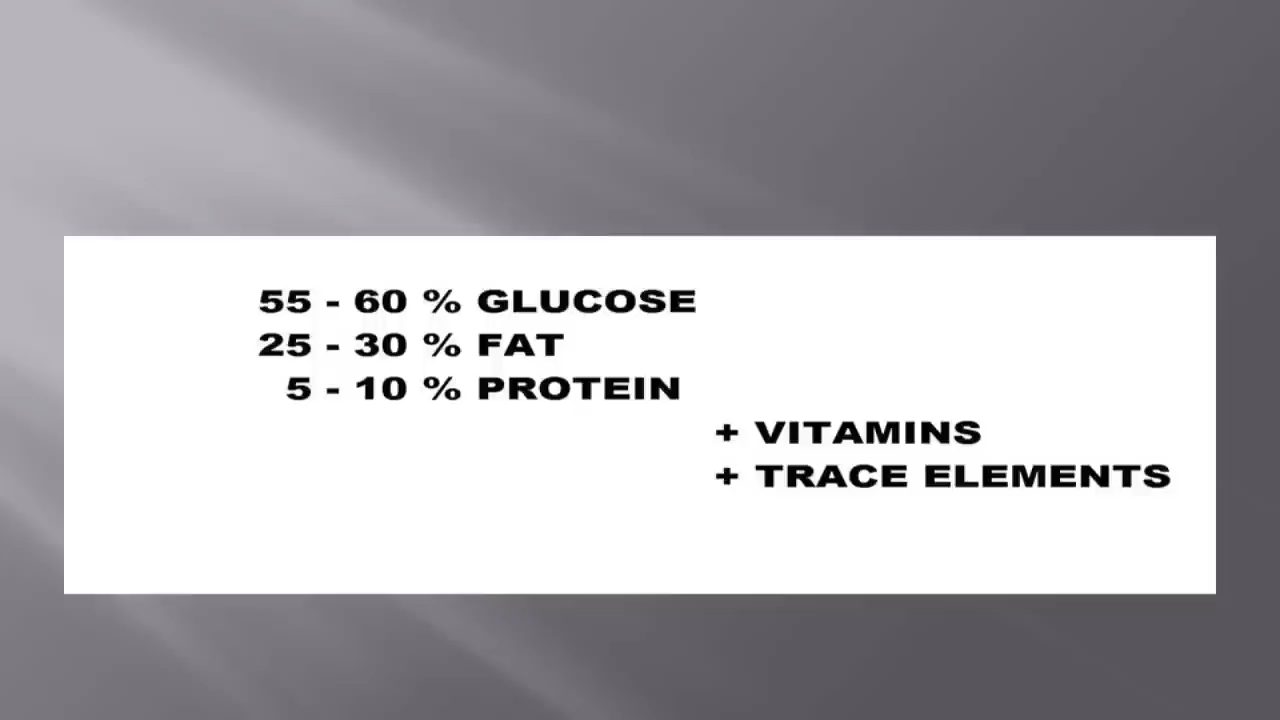 55 - 60 % GLUCOSE
25 - 30 % FAT
5 - 10 % PROTEIN
+ VITAMINS
+ TRACE ELEMENTS